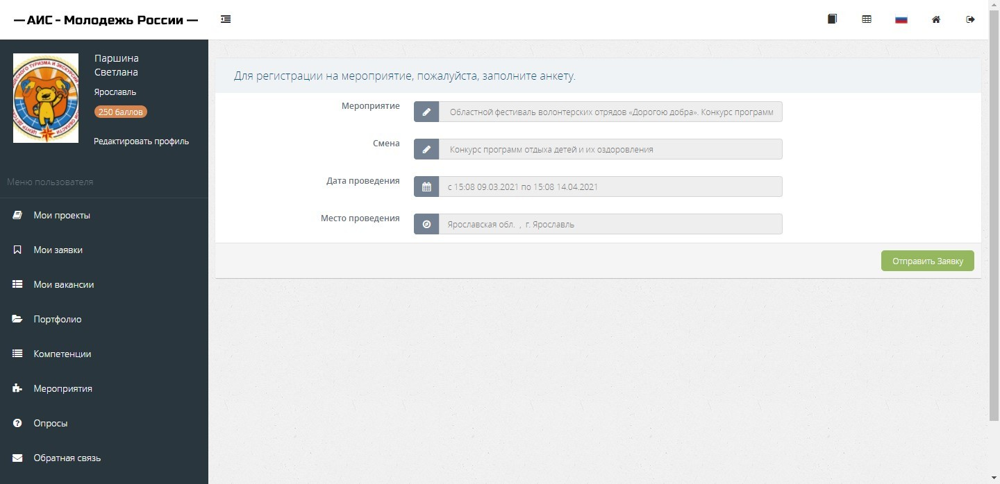 — АИС - Молодежь России —
Паршина
Светлана
Ярославль
250 баллов
Редактировать профиль
Меню пользователя
Мои проекты
Мои заявки
Мои вакансии
Портфолио
Компетенции
Мероприятия
Опросы
Обратная связь
Для регистрации на мероприятие, пожалуйста, заполните анкету.
Мероприятие
Областной фестиваль волонтерских отрядов «Дорогою добра». Конкурс программ
Смена
Конкурс программ отдыха детей и их оздоровления
Дата проведения
с 15:08 09.03.2021 по 15:08 14.04.2021
Место проведения
Ярославская обл. , г. Ярославль
Отправить Заявку